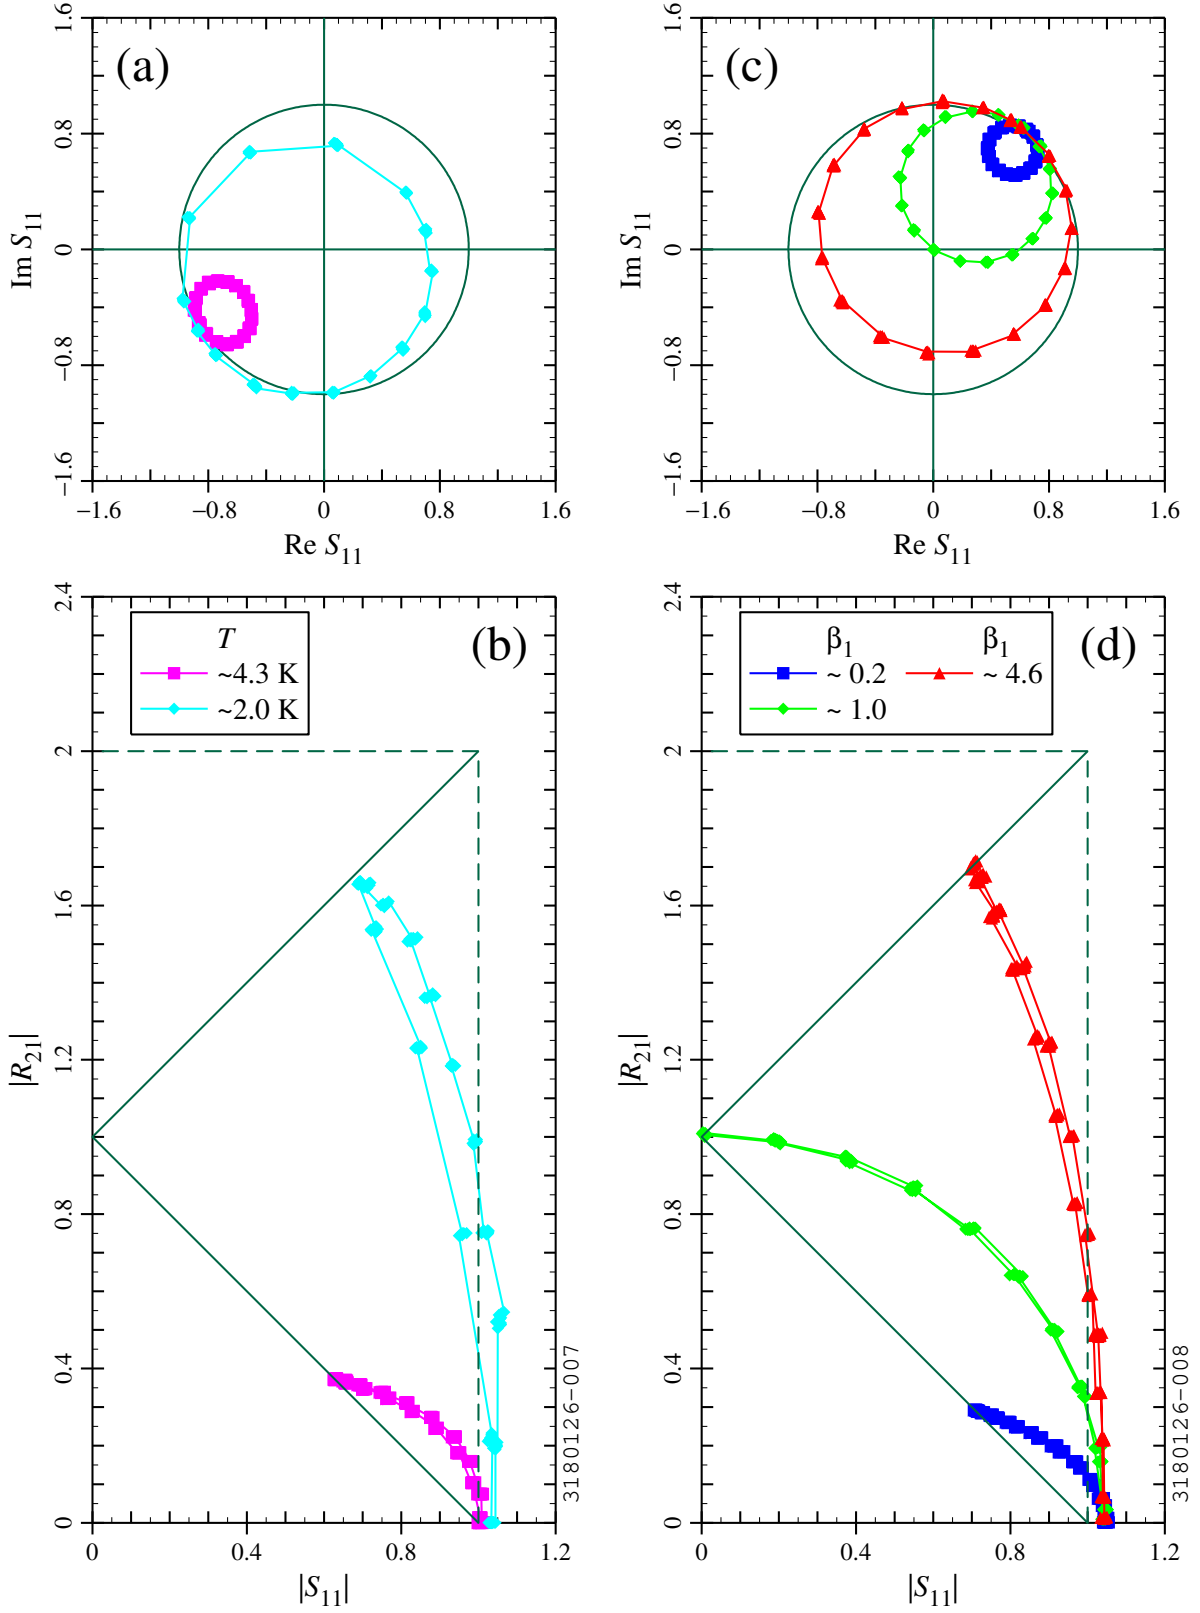 (a)
1.6
0.8
0
−0.8
−1.6
Im S11
−1.6 −0.8 0 0.8 1.6
Re S11
(c)
1.6
0.8
0
−0.8
−1.6
Im S11
−1.6 −0.8 0 0.8 1.6
Re S11
(b)
T
~4.3 K
~2.0 K
2.4
2
1.6
1.2
0.8
0.4
0
|R21|
0 0.4 0.8 1.2
|S11|
3180126-007
(d)
β1 β1
~ 0.2 ~ 4.6
~ 1.0
2.4
2
1.6
1.2
0.8
0.4
0
|R21|
0 0.4 0.8 1.2
|S11|
3180126-008